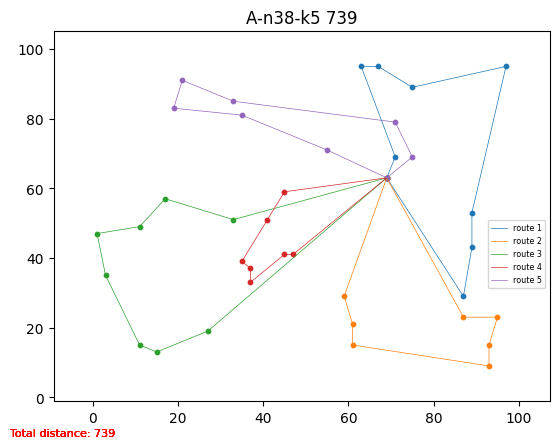 A-n38-k5 739
100
80
60
40
20
0
0 20 40 60 80 100
route 1
route 2
route 3
route 4
route 5
Total distance: 739